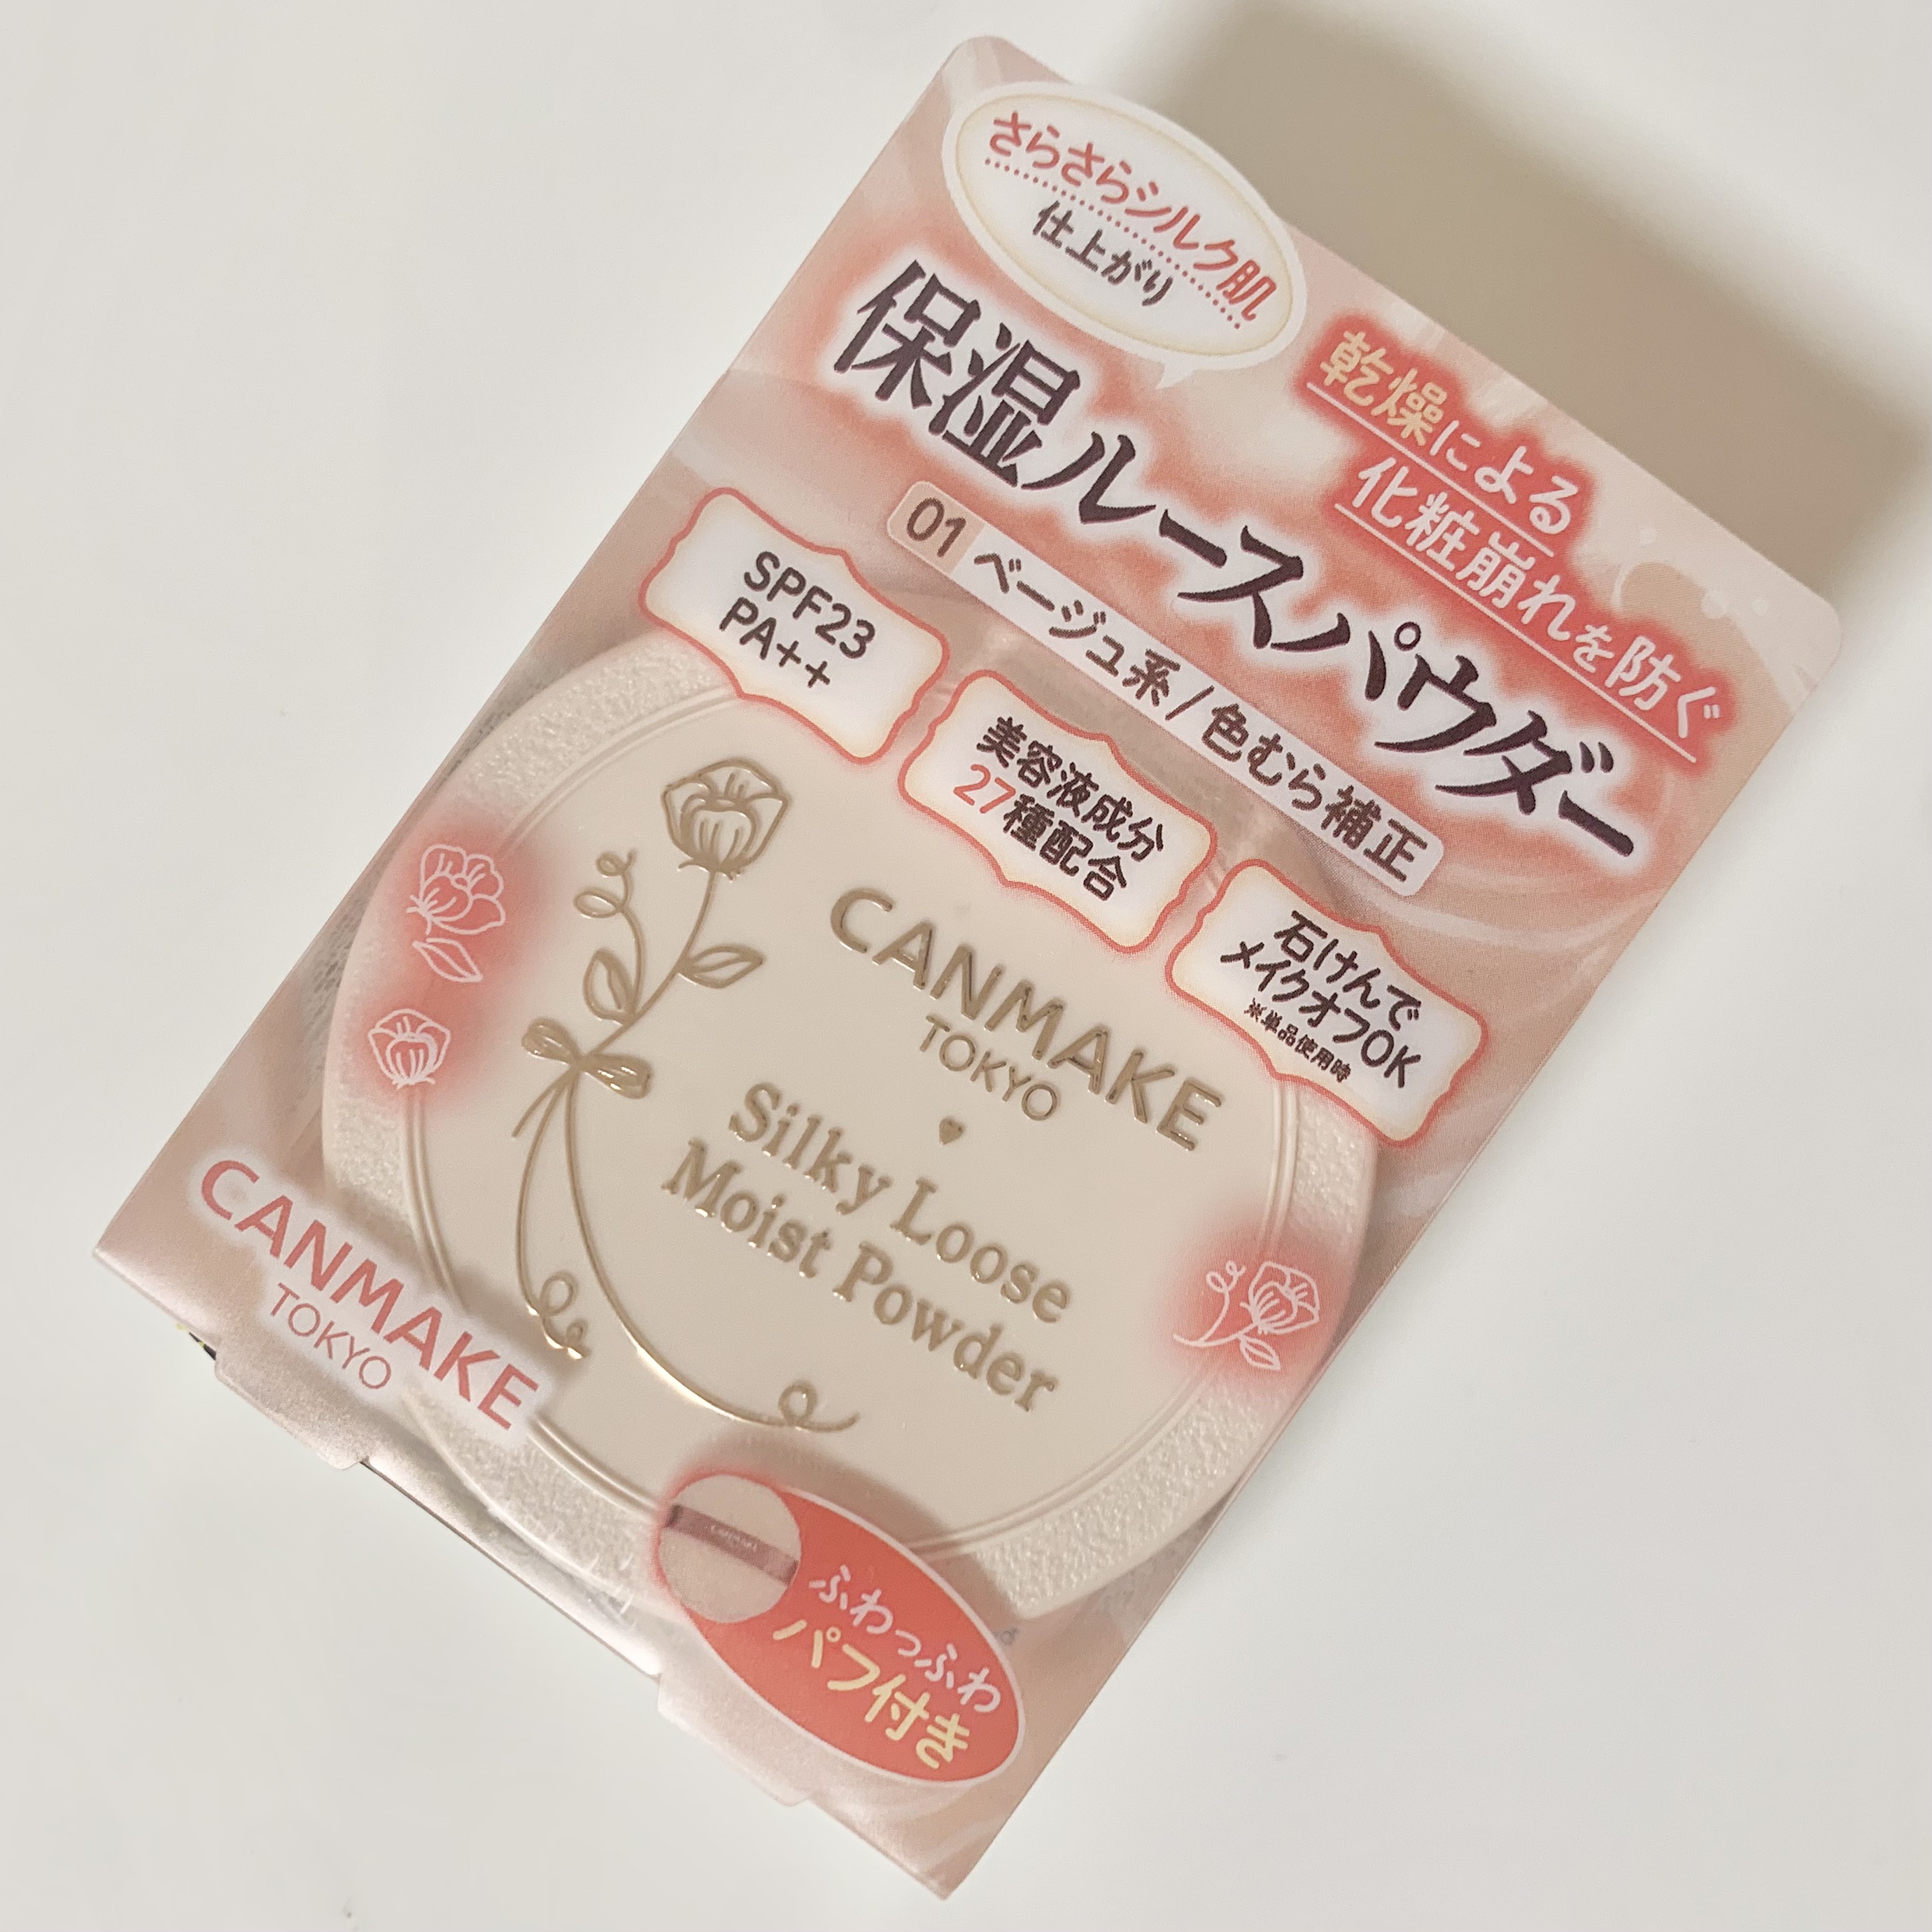 さらさらシルク肌
仕上がり
乾燥による
化粧崩れを防ぐ
保湿ルースパウダー
01 ベージュ系/色むら補正
SPF23
PA++
美容液成分
27種配合
石けんで
メイクオフOK
※単品使用時
CANMAKE
TOKYO
Silky Loose
Moist Powder
CANMAKE
TOKYO
ふわっふわ
パフ付き